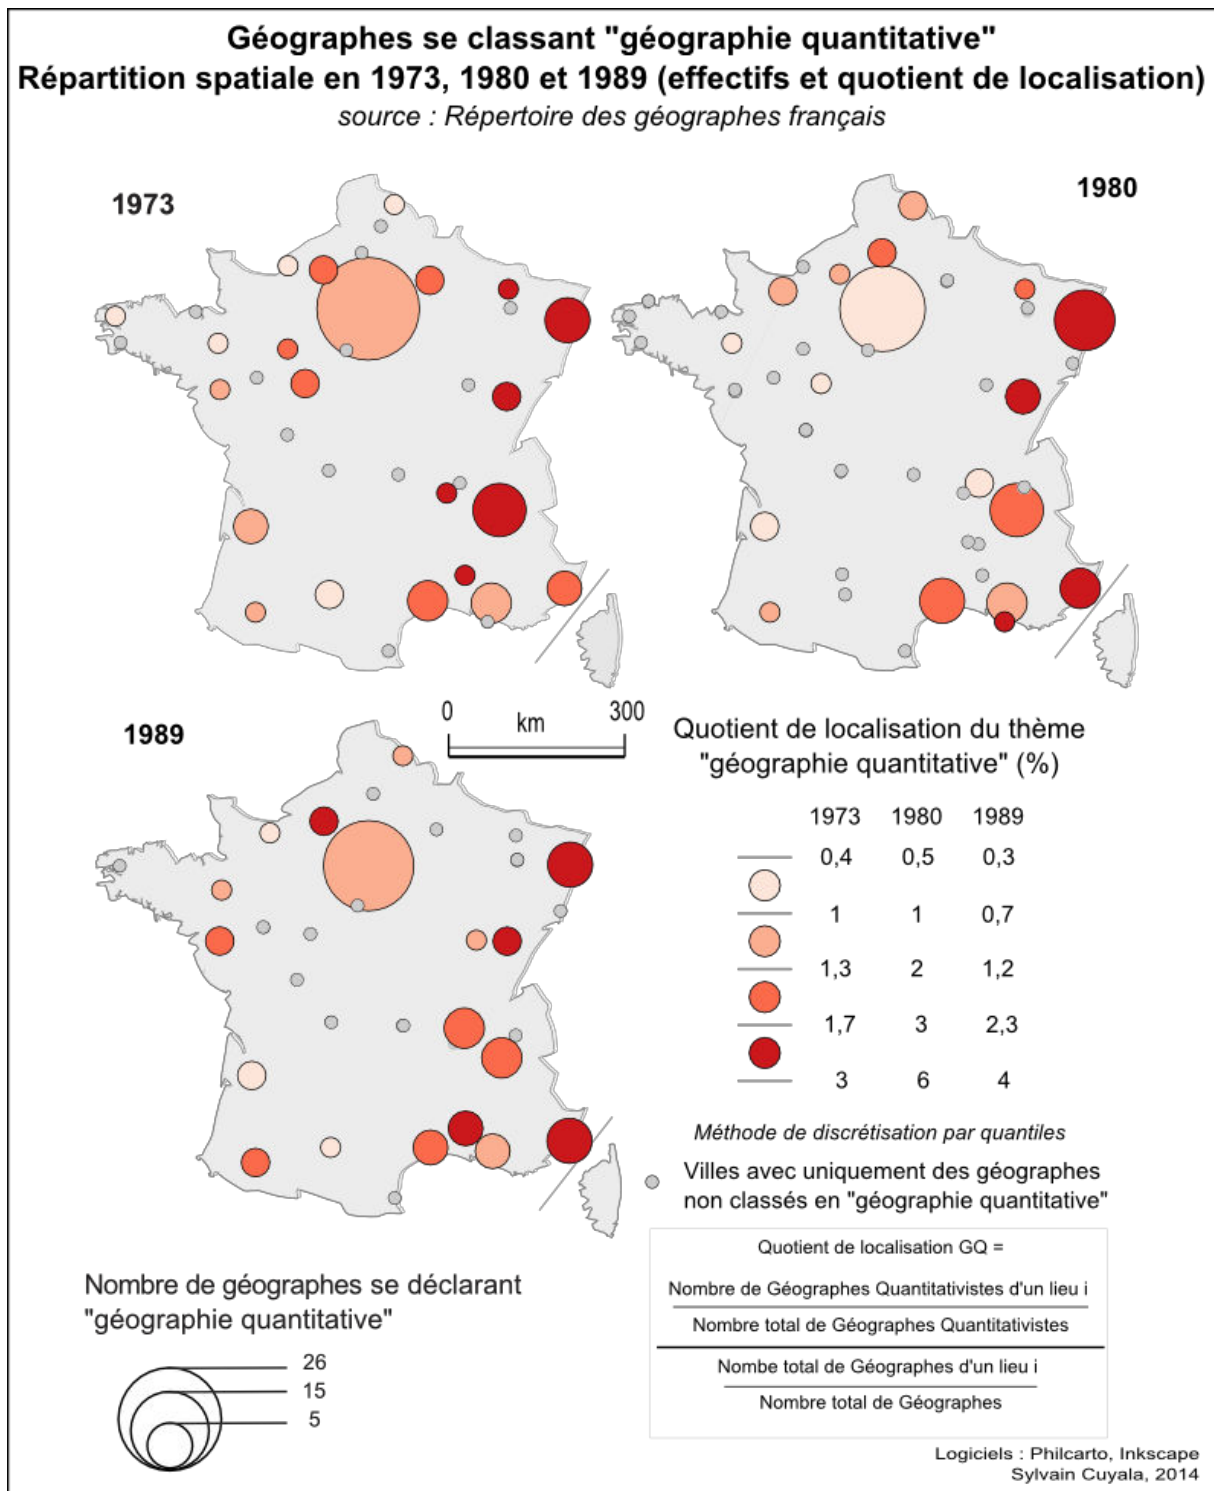 Géographes se classant "géographie quantitative"
Répartition spatiale en 1973, 1980 et 1989 (effectifs et quotient de localisation)
source : Répertoire des géographes français
1973
1980
1989
0 300
km
Quotient de localisation du thème
"géographie quantitative" (%)
1973 1980 1989
0,4 0,5 0,3
1 1 0,7
1,3 2 1,2
1,7 3 2,3
3 6 4
Méthode de discrétisation par quantiles
Villes avec uniquement des géographes
non classés en "géographie quantitative"
Quotient de localisation GQ =
Nombre de Géographes Quantitativistes d'un lieu i
Nombre total de Géographes Quantitativistes
Nombe total de Géographes d'un lieu i
Nombre total de Géographes
Nombre de géographes se déclarant
"géographie quantitative"
26
15
5
Logiciels : Philcarto, Inkscape
Sylvain Cuyala, 2014